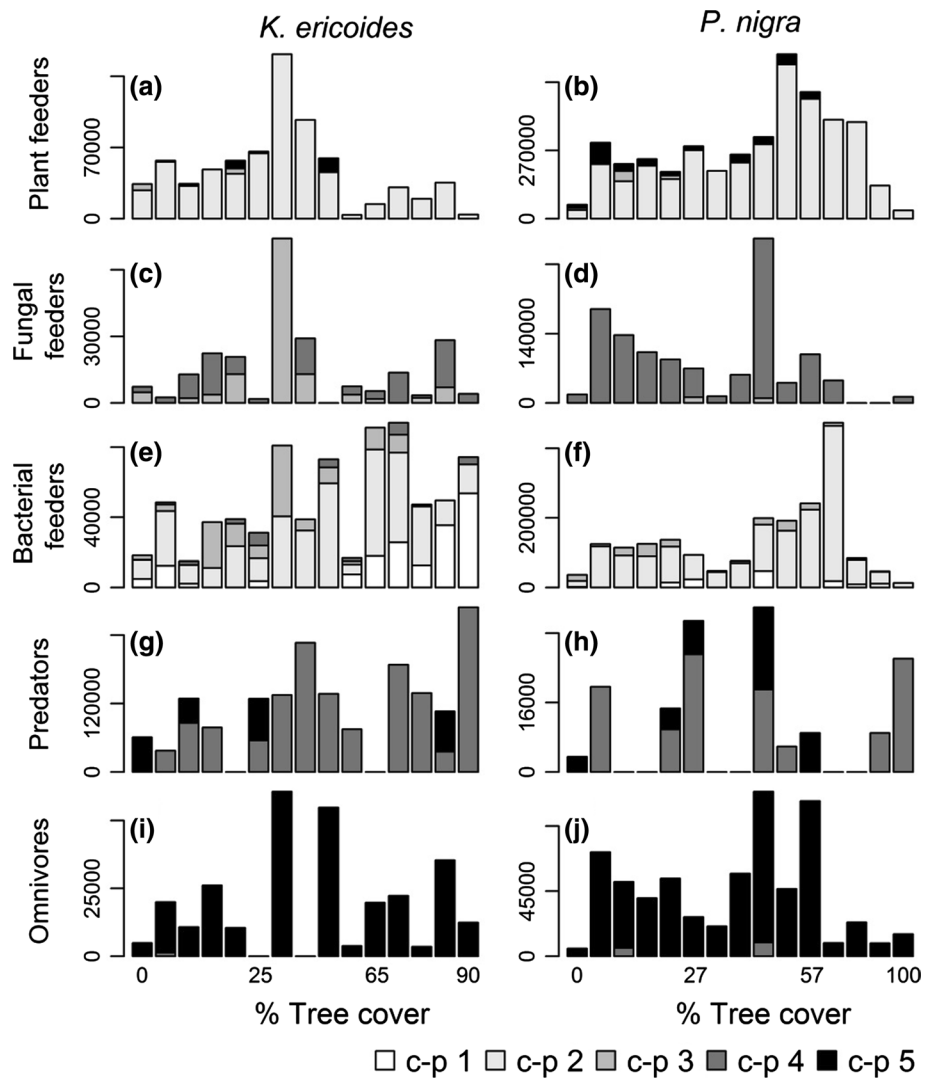 K. ericoides
P. nigra
Plant feeders
(a)
70000
0
(b)
270000
0
Fungal
feeders
(c)
30000
0
(d)
140000
0
Bacterial
feeders
(e)
40000
0
(f)
200000
0
Predators
(g)
120000
0
(h)
16000
0
Omnivores
(i)
25000
0
(j)
45000
0
0 25 65 90
0 27 57 100
% Tree cover
% Tree cover
c-p 1 c-p 2 c-p 3 c-p 4 c-p 5